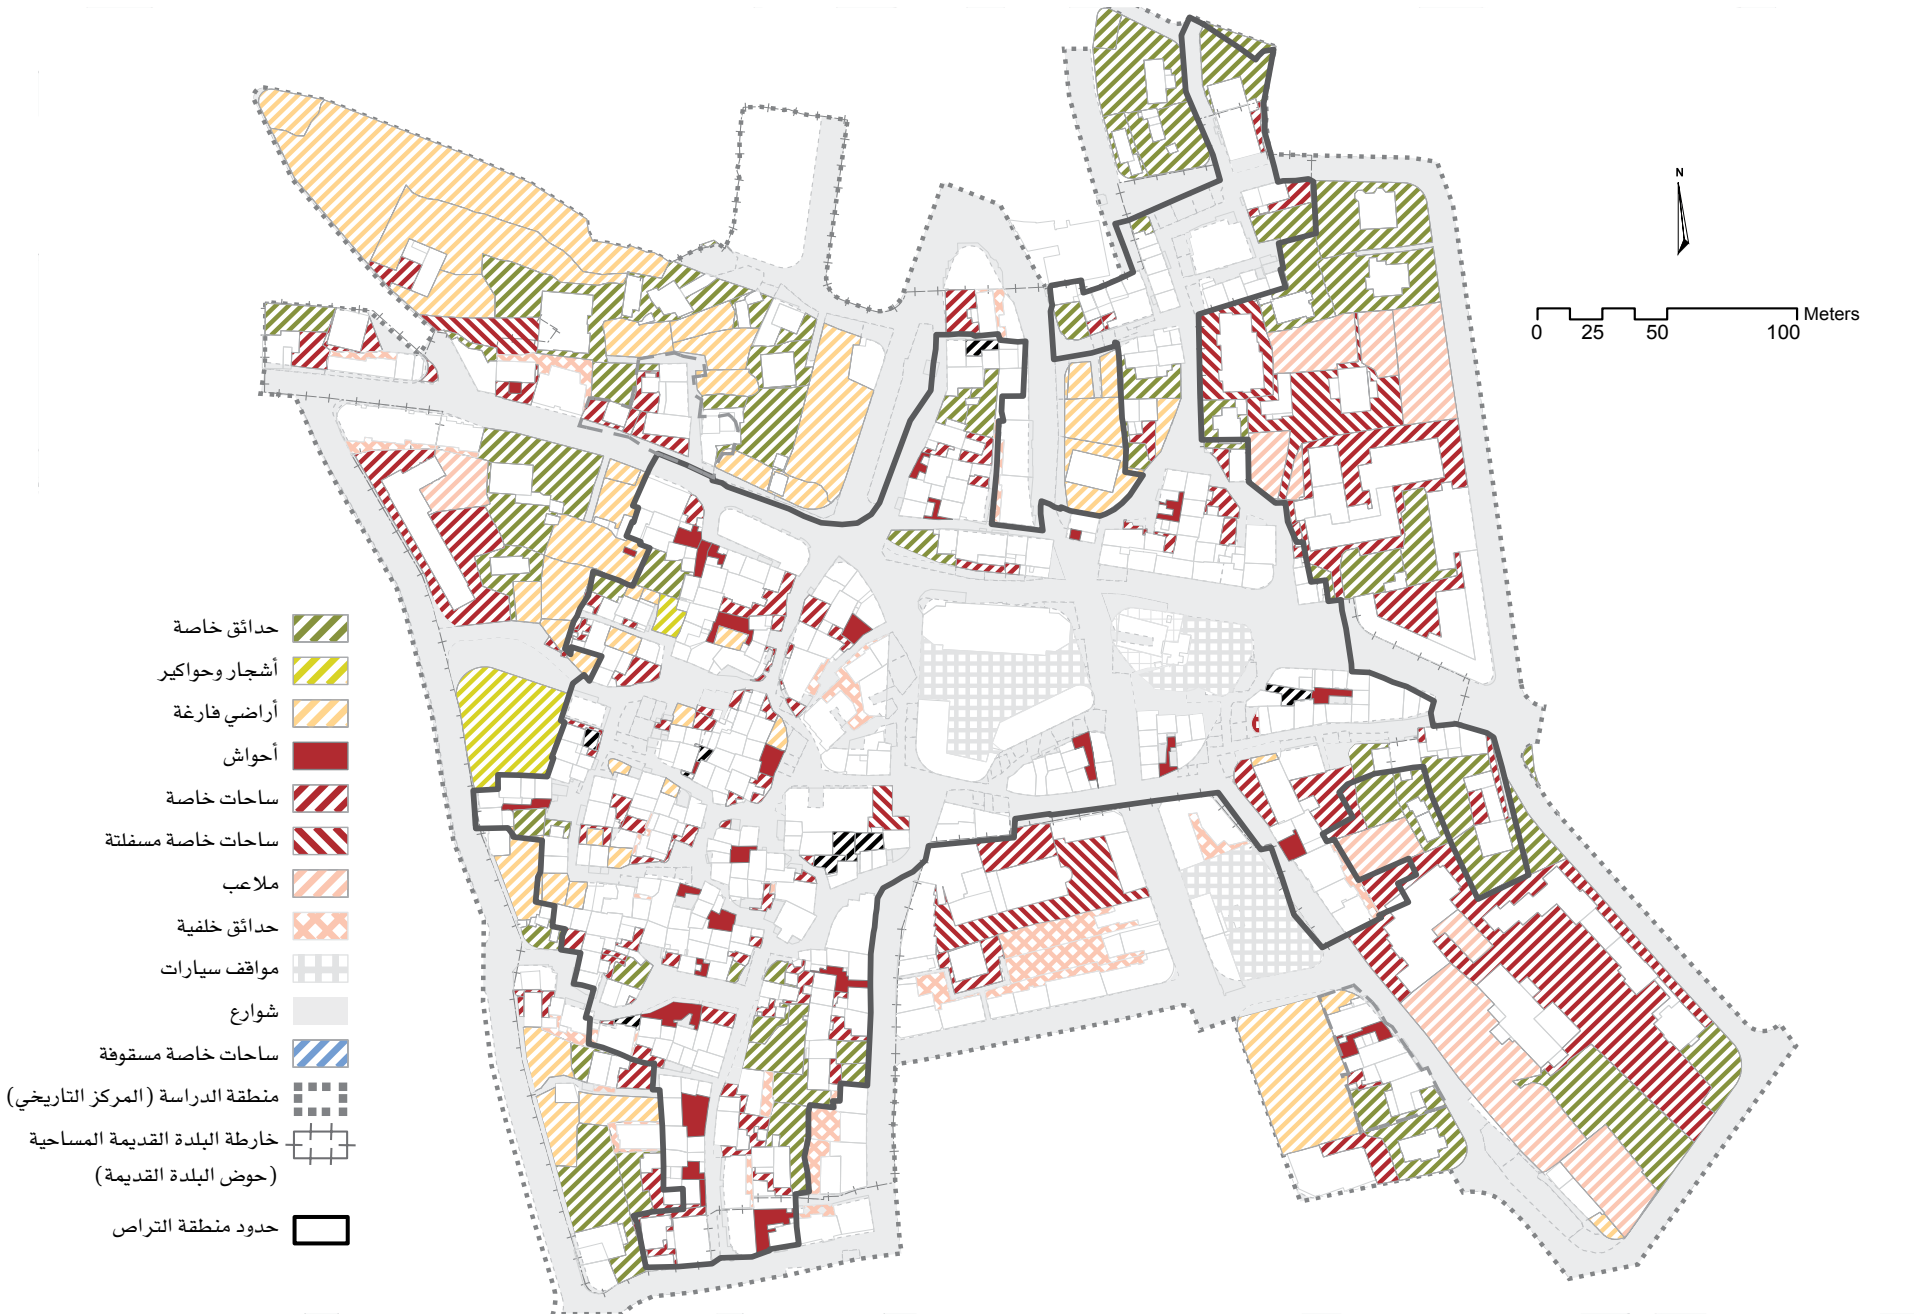 N
Meters
0 25 50 100
حدائق خاصة
أشجار وحواكير
أراضي فارغة
أحواش
ساحات خاصة
ساحات خاصة مسفلتة
ملاعب
حدائق خلفية
مواقف سيارات
شوارع
ساحات خاصة مسقوفة
منطقة الدراسة (المركز التاريخي)
خارطة البلدة القديمة المساحية
(حوض البلدة القديمة)
حدود منطقة التراص